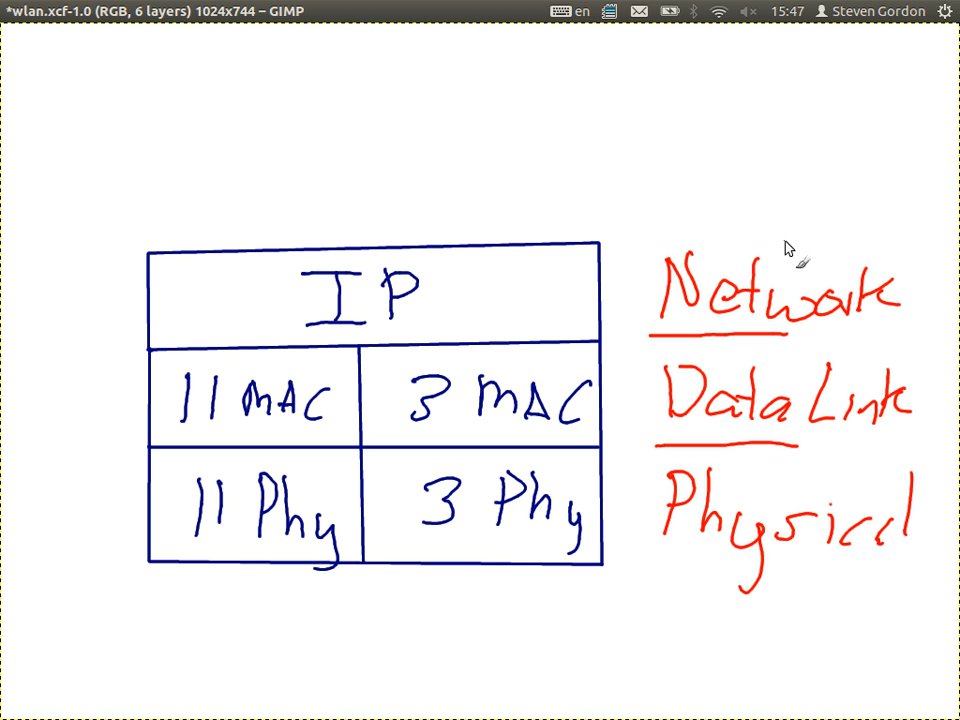 *wlan.xcf-1.0 (RGB, 6 layers) 1024x744 – GIMP en 15:47 Steven Gordon
IP Network
11 MAC 3 MAC Data Link
11 Phy 3 Phy Physical